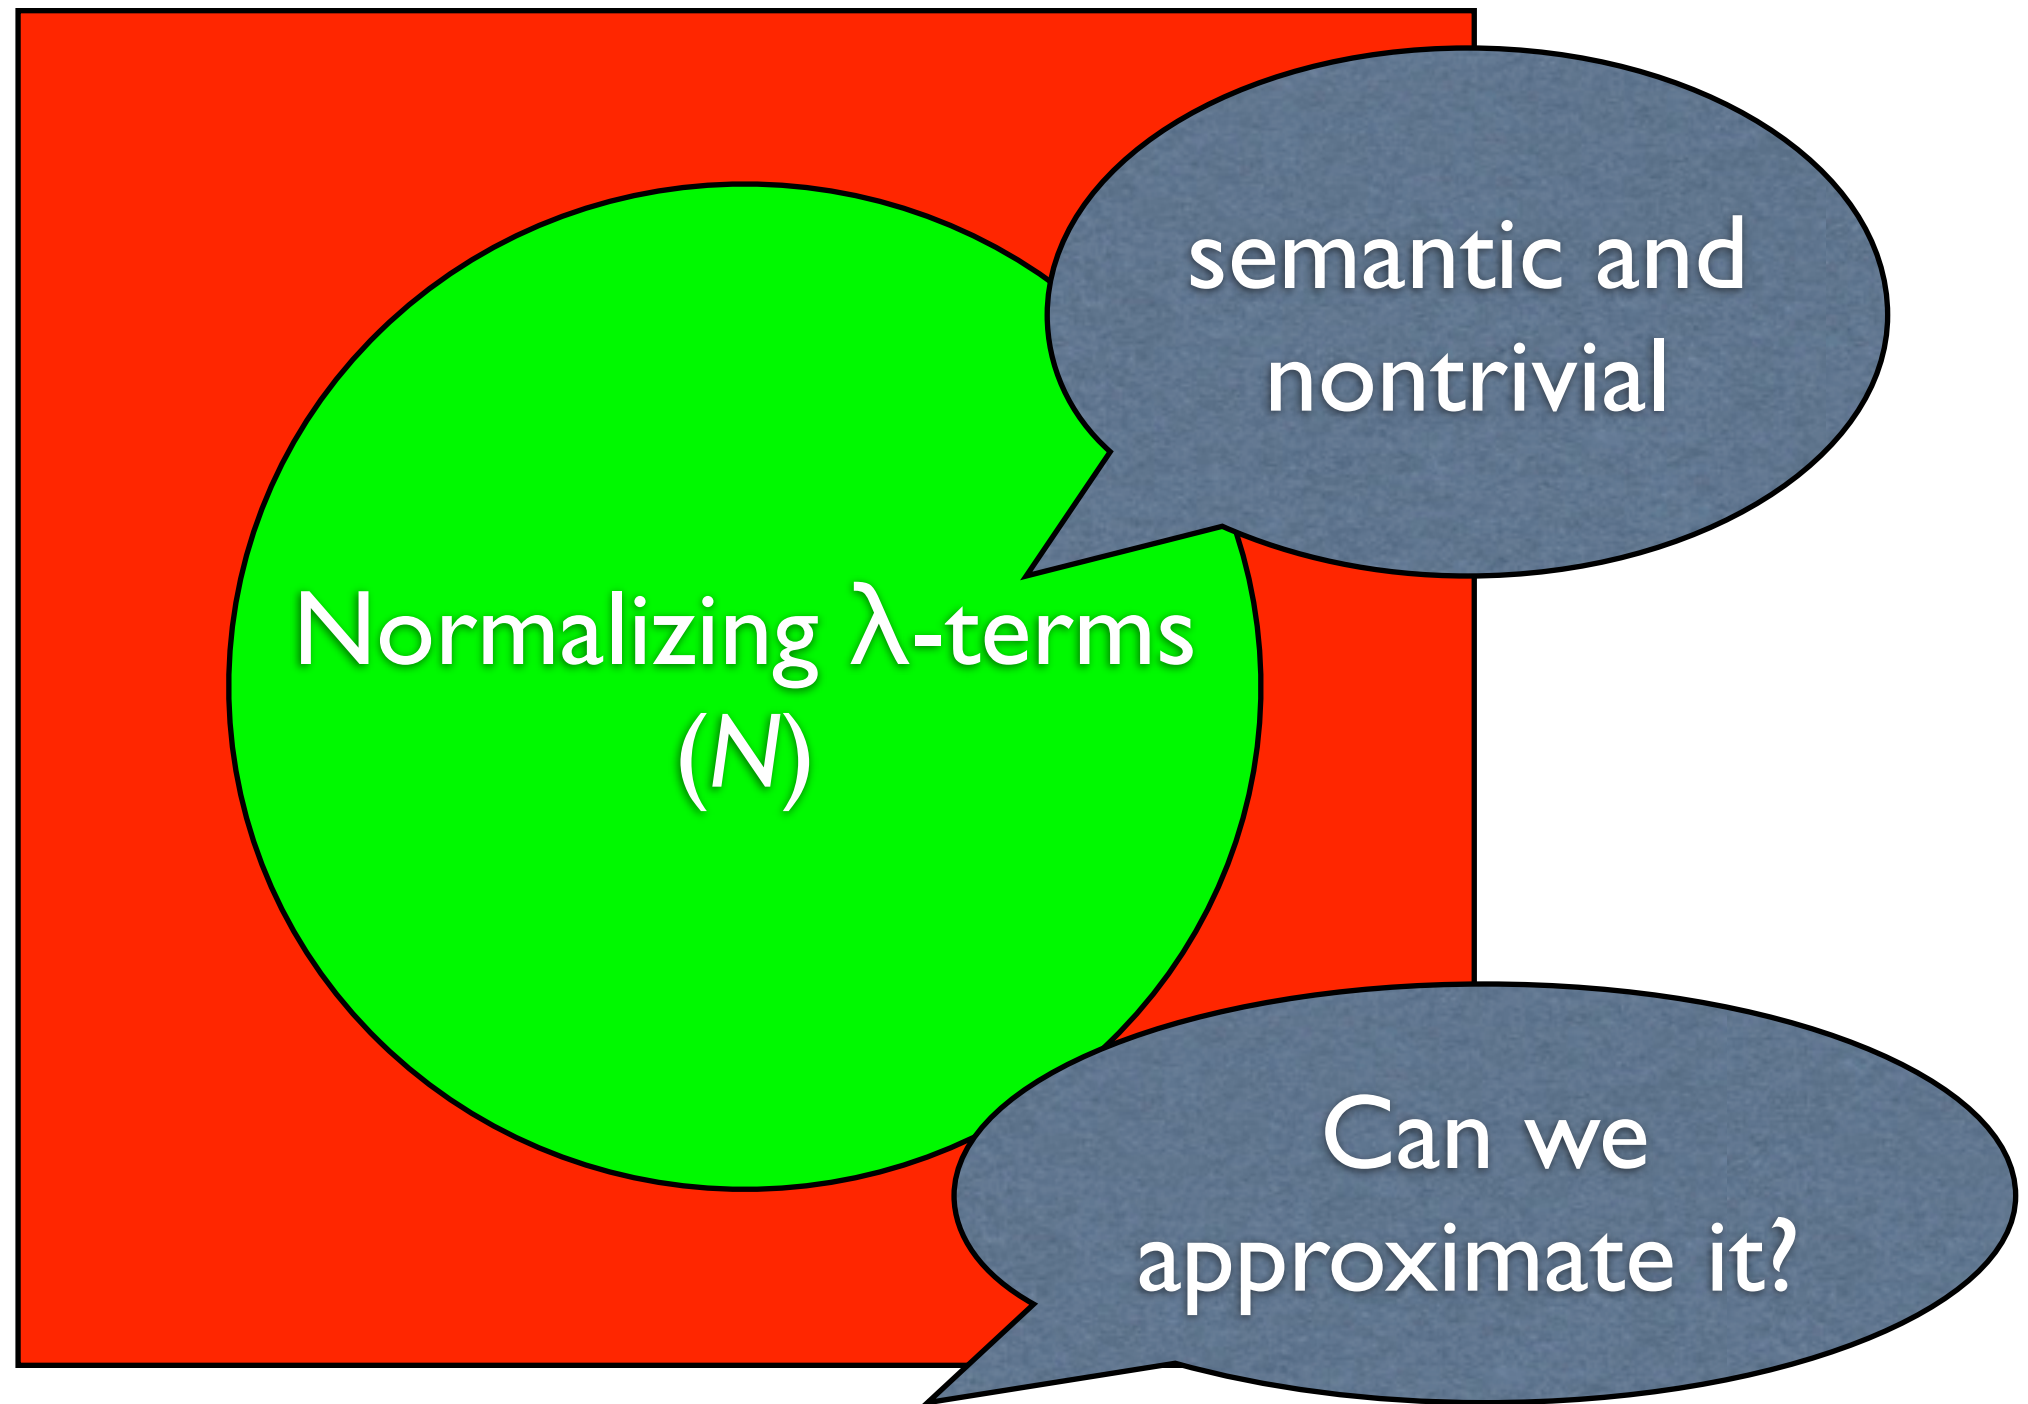 semantic and
nontrivial
Normalizing λ-terms
(N)
Can we
approximate it?